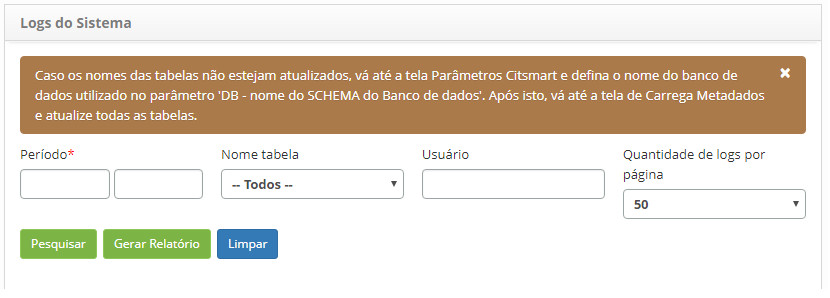 Logs do Sistema
Caso os nomes das tabelas não estejam atualizados, vá até a tela Parâmetros Citsmart e defina o nome do banco de
dados utilizado no parâmetro 'DB - nome do SCHEMA do Banco de dados'. Após isto, vá até a tela de Carrega Metadados
e atualize todas as tabelas.
×
Período*
Nome tabela
Usuário
Quantidade de logs por
página
-- Todos --
50
Pesquisar
Gerar Relatório
Limpar